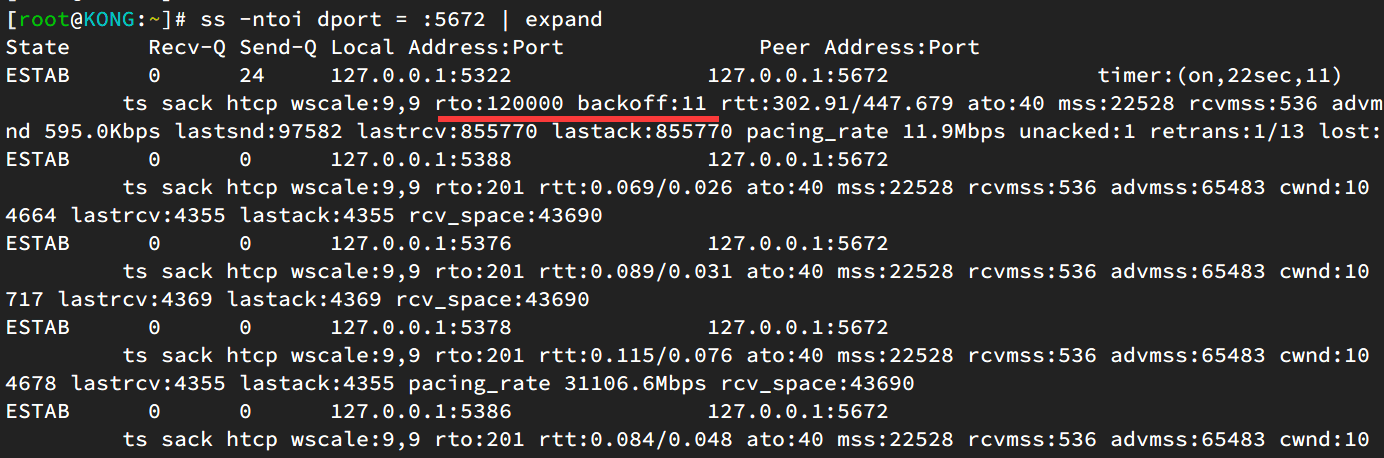 [root@KONG:~]# ss -ntoi dport = :5672 | expand
State      Recv-Q Send-Q Local Address:Port               Peer Address:Port
ESTAB      0      24     127.0.0.1:5322               127.0.0.1:5672                timer:(on,22sec,11)
         ts sack htcp wscale:9,9 rto:120000 backoff:11 rtt:302.91/447.679 ato:40 mss:22528 rcvmss:536 advm
nd 595.0Kbps lastsnd:97582 lastrcv:855770 lastack:855770 pacing_rate 11.9Mbps unacked:1 retrans:1/13 lost:
ESTAB      0      0      127.0.0.1:5388               127.0.0.1:5672
         ts sack htcp wscale:9,9 rto:201 rtt:0.069/0.026 ato:40 mss:22528 rcvmss:536 advmss:65483 cwnd:10
4664 lastrcv:4355 lastack:4355 rcv_space:43690
ESTAB      0      0      127.0.0.1:5376               127.0.0.1:5672
         ts sack htcp wscale:9,9 rto:201 rtt:0.089/0.031 ato:40 mss:22528 rcvmss:536 advmss:65483 cwnd:10
717 lastrcv:4369 lastack:4369 rcv_space:43690
ESTAB      0      0      127.0.0.1:5378               127.0.0.1:5672
         ts sack htcp wscale:9,9 rto:201 rtt:0.115/0.076 ato:40 mss:22528 rcvmss:536 advmss:65483 cwnd:10
4678 lastrcv:4355 lastack:4355 pacing_rate 31106.6Mbps rcv_space:43690
ESTAB      0      0      127.0.0.1:5386               127.0.0.1:5672
         ts sack htcp wscale:9,9 rto:201 rtt:0.084/0.048 ato:40 mss:22528 rcvmss:536 advmss:65483 cwnd:10